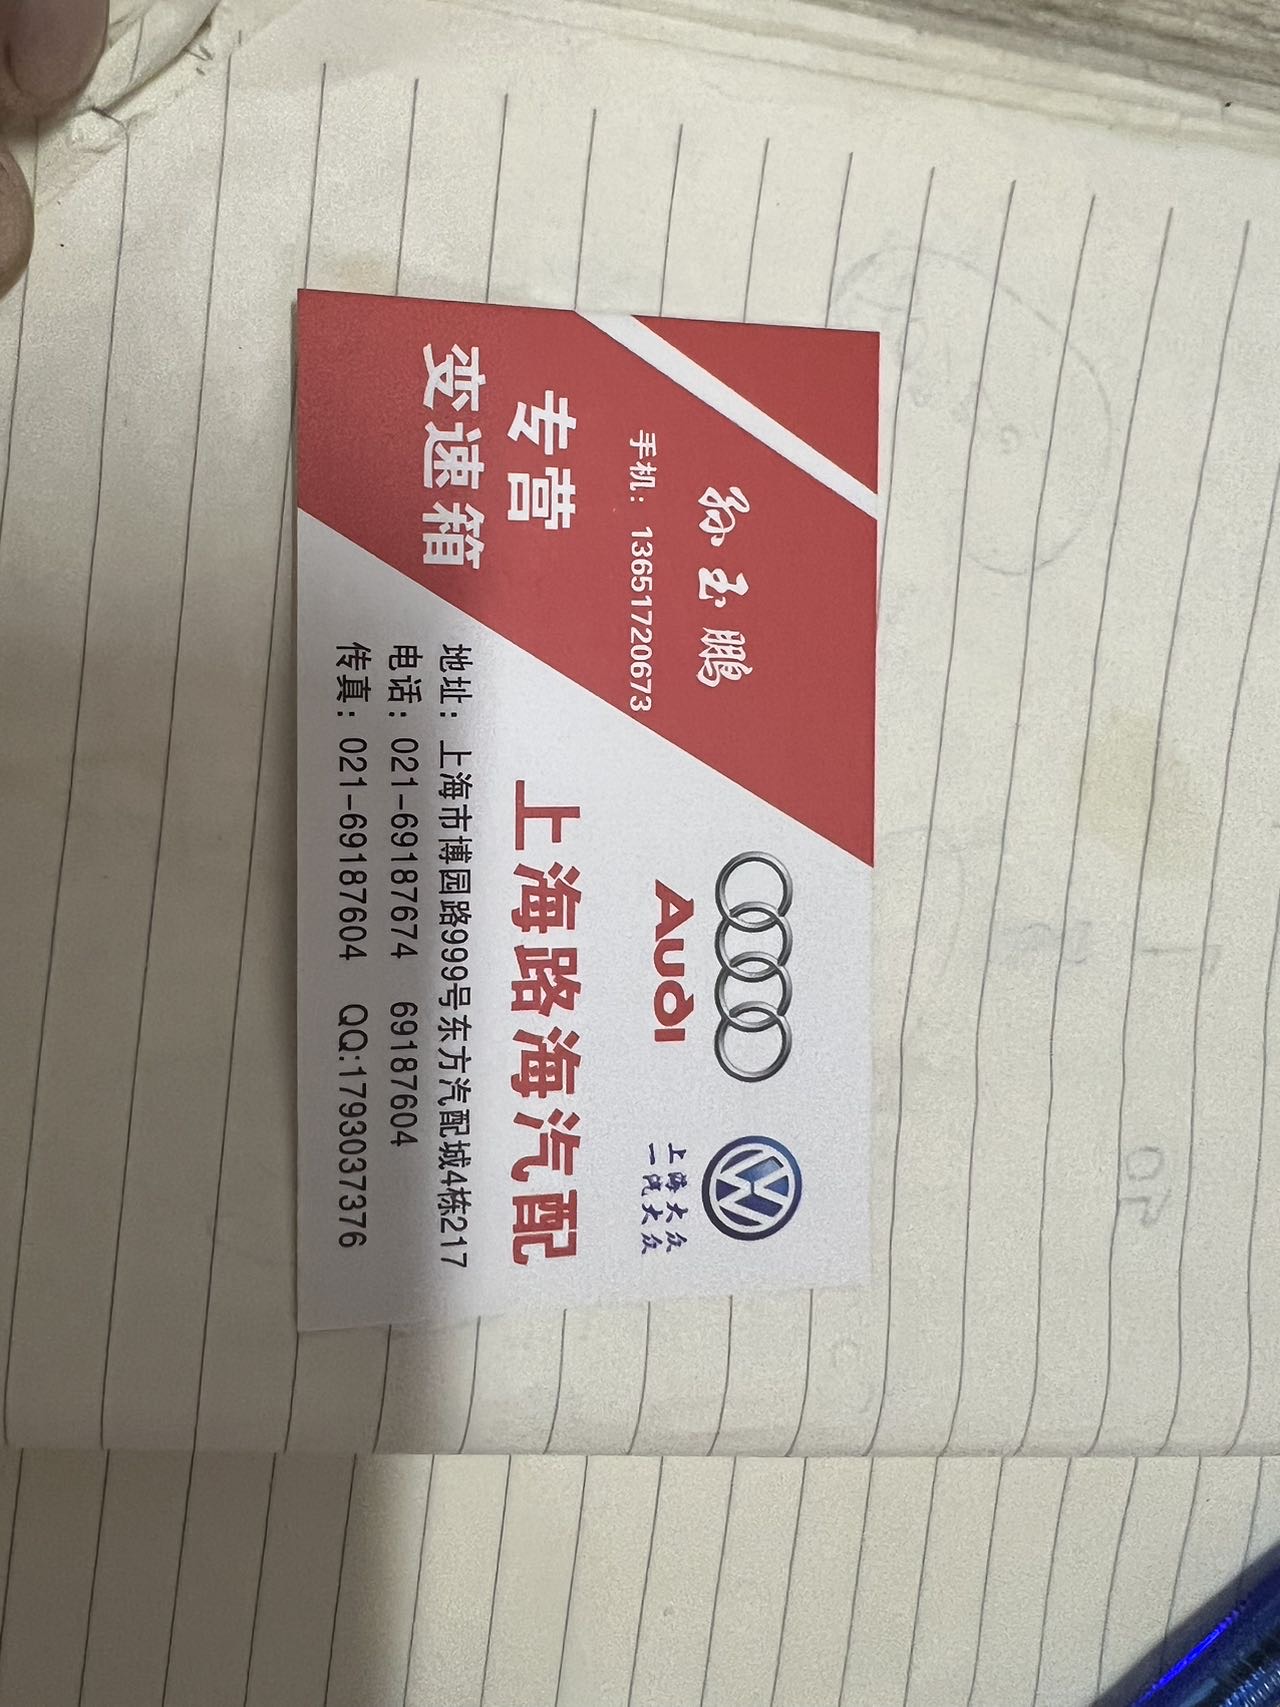 孙玉鹏
手机：13651720673
专营
变速箱
Audi
上海大众
一汽大众
上海路海汽配
地址：上海市博园路999号东方汽配城4栋217
电话：021-69187674 69187604
传真：021-69187604 QQ:179303​7376